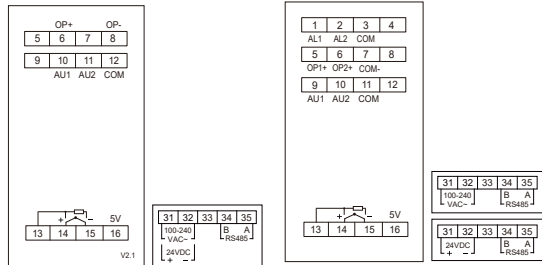 OP+ OP-
5 6 7 8
9 10 11 12
AU1 AU2 COM
+ - 5V
13 14 15 16
V2.1
31 32 33 34 35
100-240 B A
VAC~ RS485
24VDC
+ -
1 2 3 4
AL1 AL2 COM
5 6 7 8
OP1+ OP2+ COM-
9 10 11 12
AU1 AU2 COM
+ - 5V
13 14 15 16
31 32 33 34 35
100-240 B A
VAC~ RS485
31 32 33 34 35
24VDC B A
+ - RS485